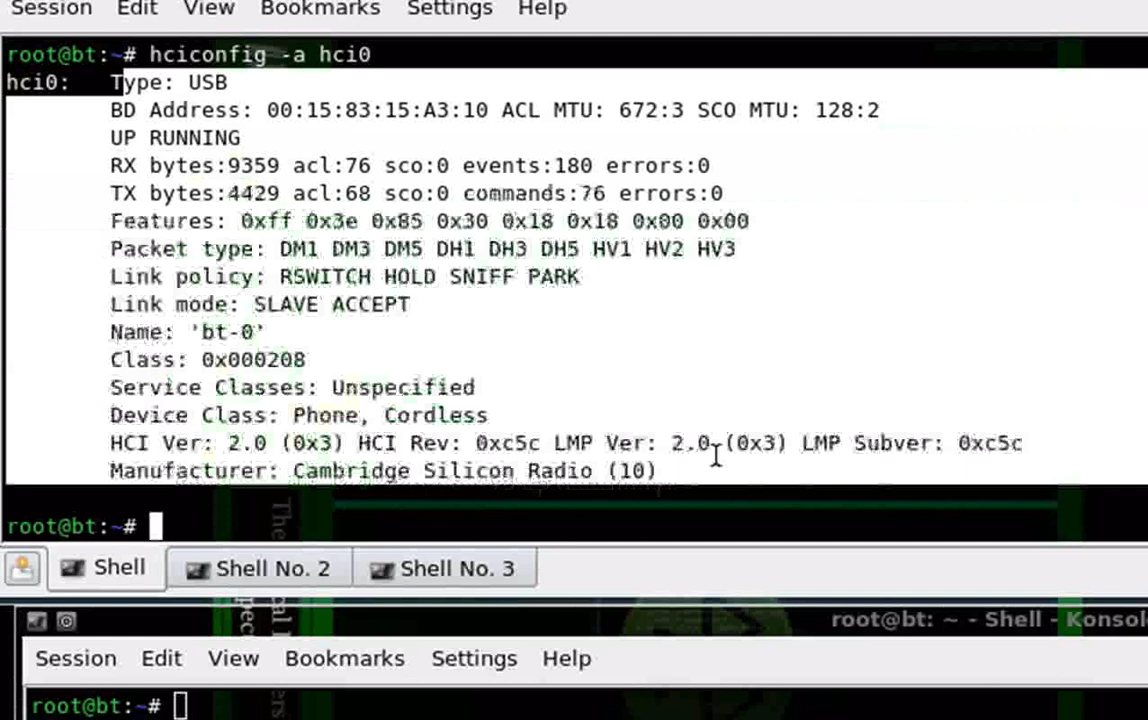 Session Edit View Bookmarks Settings Help
root@bt:~# hciconfig -a hci0
hci0: Type: USB
BD Address: 00:15:83:15:A3:10 ACL MTU: 672:3 SCO MTU: 128:2
UP RUNNING
RX bytes:9359 acl:76 sco:0 events:180 errors:0
TX bytes:4429 acl:68 sco:0 commands:76 errors:0
Features: 0xff 0x3e 0x85 0x30 0x18 0x18 0x00 0x00
Packet type: DM1 DM3 DM5 DH1 DH3 DH5 HV1 HV2 HV3
Link policy: RSWITCH HOLD SNIFF PARK
Link mode: SLAVE ACCEPT
Name: 'bt-0'
Class: 0x000208
Service Classes: Unspecified
Device Class: Phone, Cordless
HCI Ver: 2.0 (0x3) HCI Rev: 0xc5c LMP Ver: 2.0 (0x3) LMP Subver: 0xc5c
Manufacturer: Cambridge Silicon Radio (10)
root@bt:~#
Shell Shell No. 2 Shell No. 3
root@bt: ~ - Shell - Konsol
Session Edit View Bookmarks Settings Help
root@bt:~#